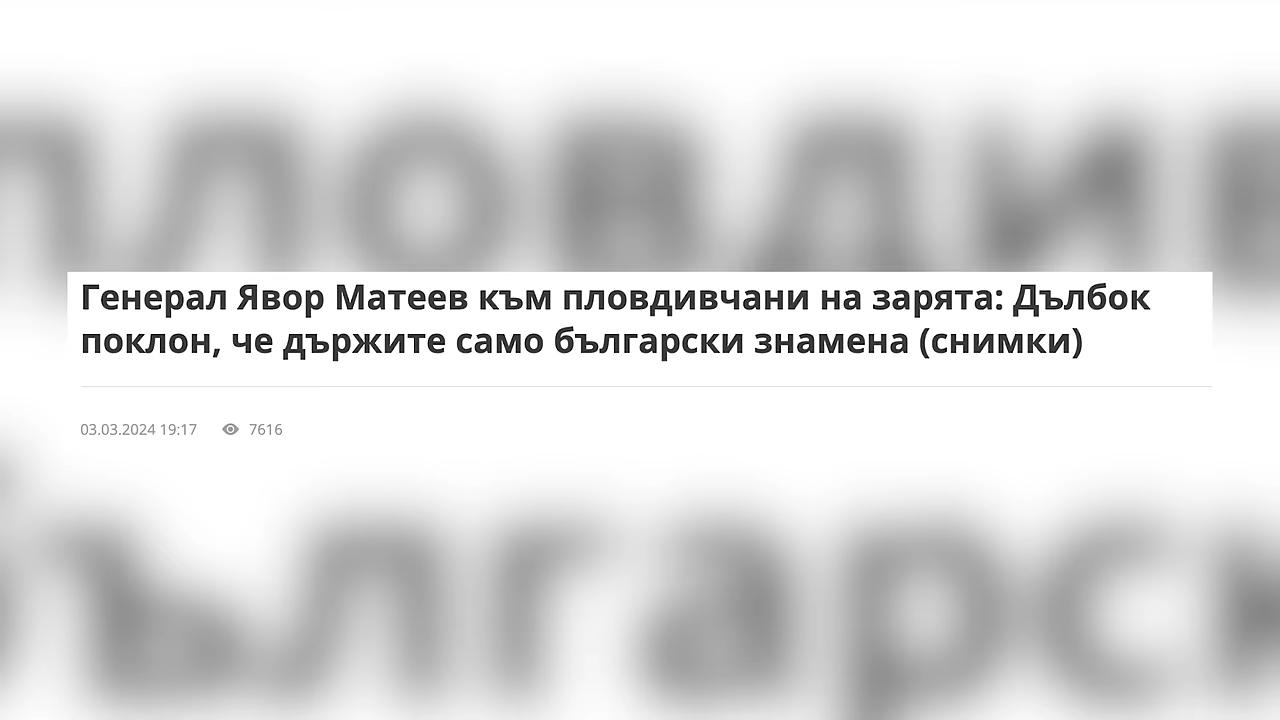 Генерал Явор Матеев към пловдивчани на зарята: Дълбок
поклон, че държите само български знамена (снимки)
03.03.2024 19:17 7616